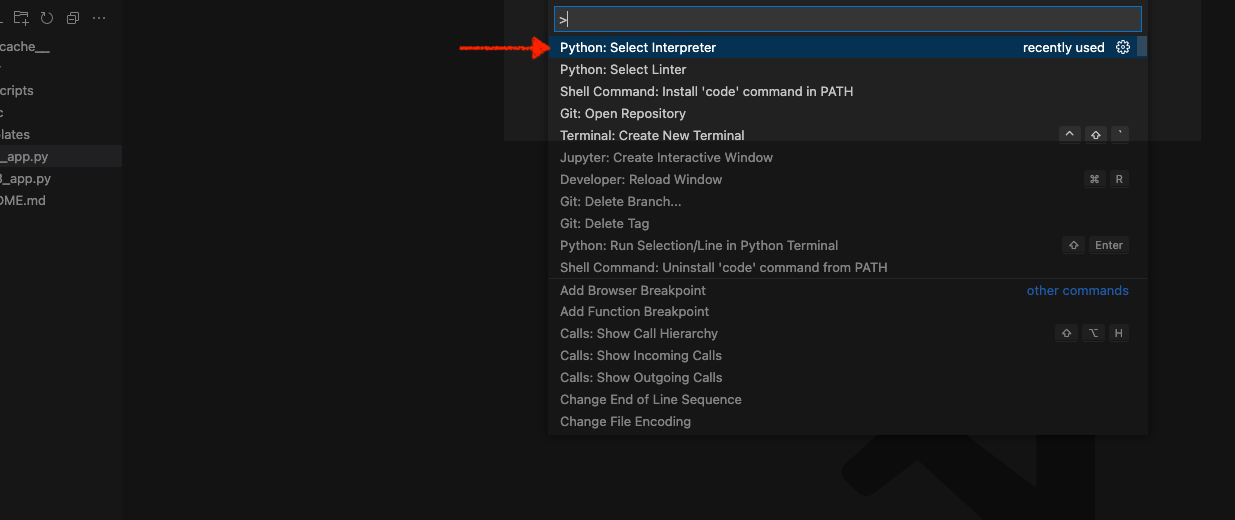 >
Python: Select Interpreter recently used
Python: Select Linter
Shell Command: Install 'code' command in PATH
Git: Open Repository
Terminal: Create New Terminal ^ ⇧ `
Jupyter: Create Interactive Window
Developer: Reload Window ⌘ R
Git: Delete Branch...
Git: Delete Tag
Python: Run Selection/Line in Python Terminal ⇧ Enter
Shell Command: Uninstall 'code' command from PATH
Add Browser Breakpoint other commands
Add Function Breakpoint
Calls: Show Call Hierarchy ⇧ ⌥ H
Calls: Show Incoming Calls
Calls: Show Outgoing Calls
Change End of Line Sequence
Change File Encoding
cache__
cripts
c
lates
_app.py
_app.py
ME.md